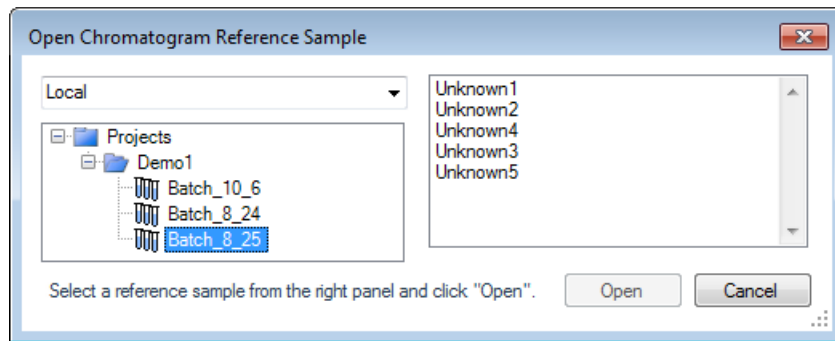 Open Chromatogram Reference Sample
Local
Projects
Demo1
Batch_10_6
Batch_8_24
Batch_8_25
Unknown1
Unknown2
Unknown4
Unknown3
Unknown5
Select a reference sample from the right panel and click "Open".
Open
Cancel